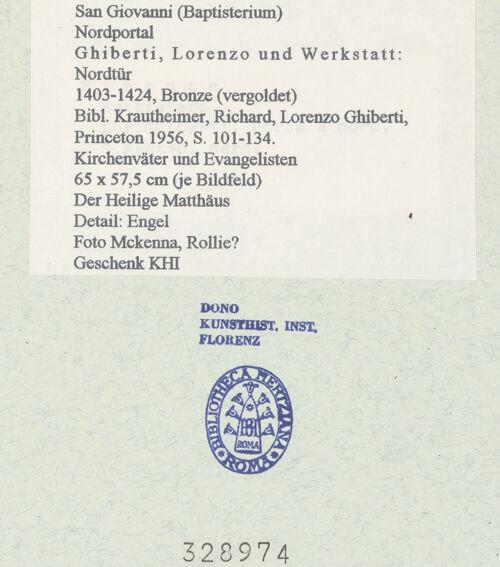 San Giovanni (Baptisterium)
Nordportal
Ghiberti, Lorenzo und Werkstatt:
Nordtür
1403-1424, Bronze (vergoldet)
Bibl. Krautheimer, Richard, Lorenzo Ghiberti,
Princeton 1956, S. 101-134.
Kirchenväter und Evangelisten
65 x 57,5 cm (je Bildfeld)
Der Heilige Matthäus
Detail: Engel
Foto Mckenna, Rollie?
Geschenk KHI
DONO
KUNSTHIST. INST.
FLORENZ
BIBLIOTHECA HERTZIANA
ROMA
ROMA
328974